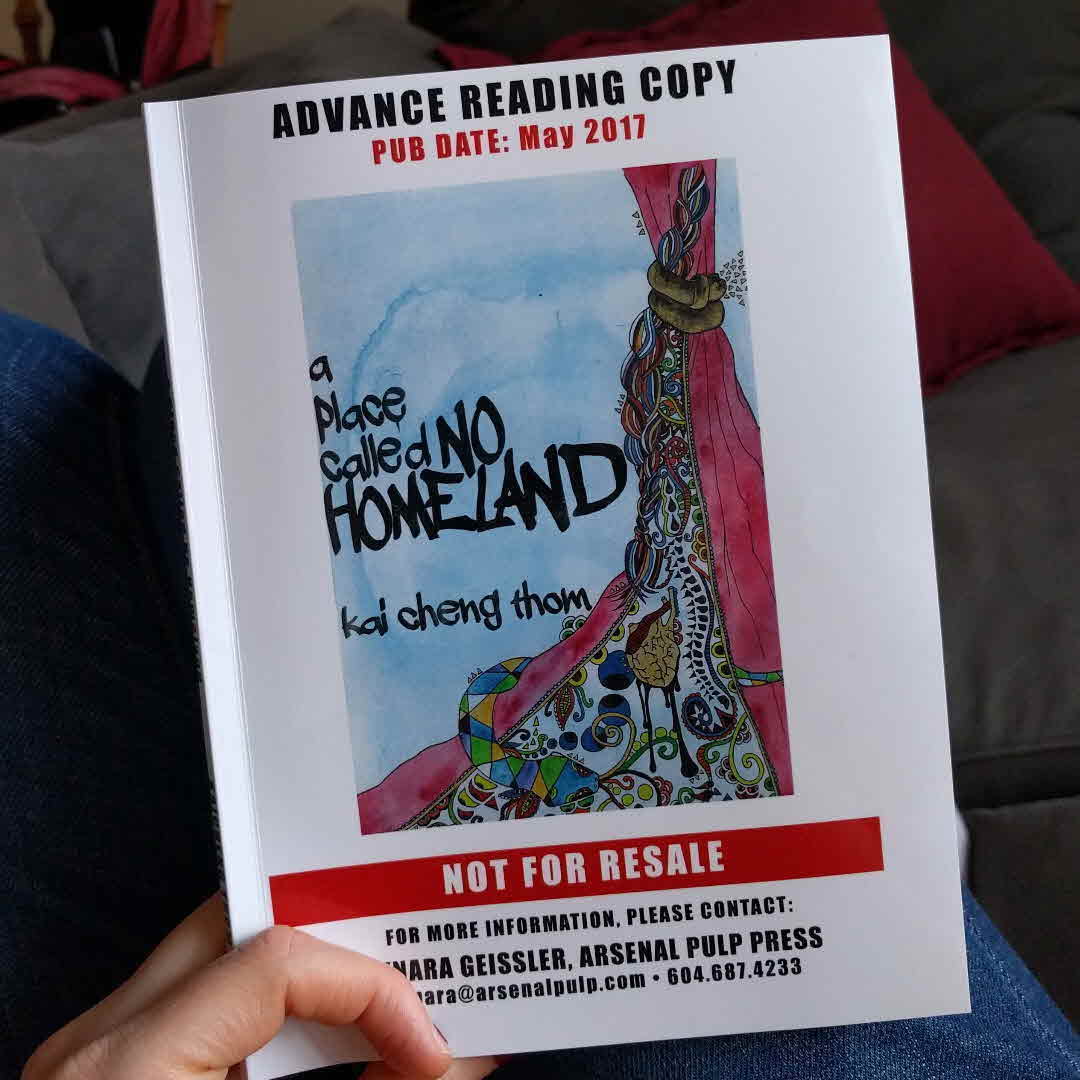 ADVANCE READING COPY
PUB DATE: May 2017
a
place
called NO
HOMELAND
kai cheng thom
NOT FOR RESALE
FOR MORE INFORMATION, PLEASE CONTACT:
GEISSLER, ARSENAL PULP PRESS
604.687.4233